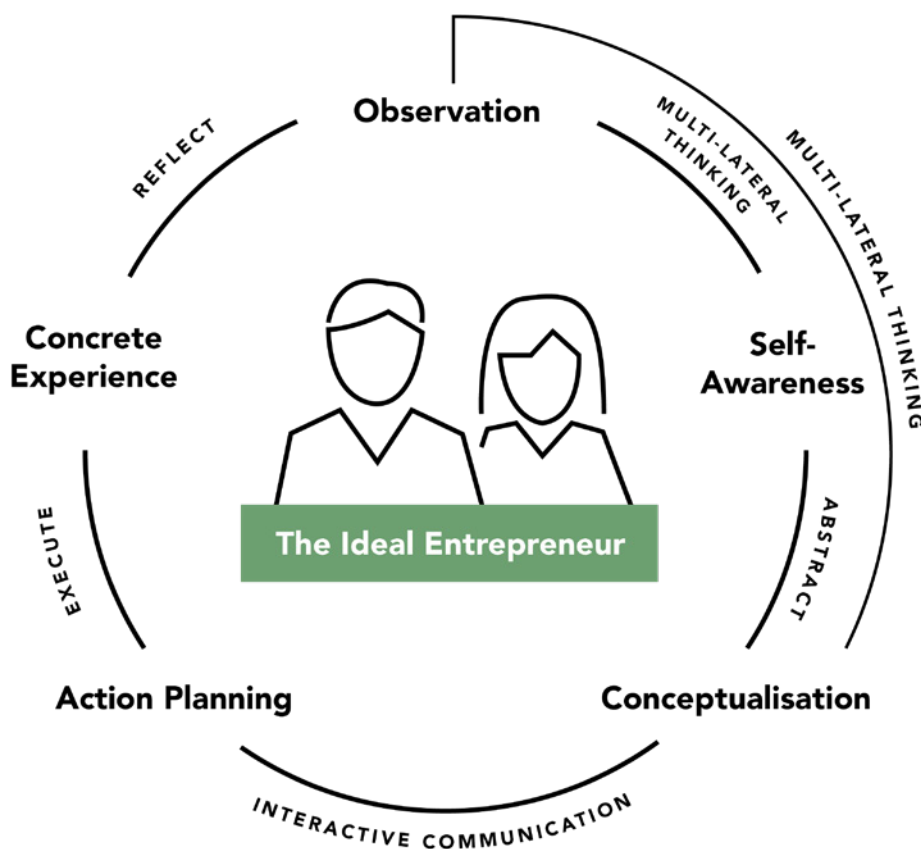 Observation
REFLECT
MULTI-LATERAL
THINKING
MULTI-LATERAL THINKING
Concrete
Experience
Self-
Awareness
The Ideal Entrepreneur
EXECUTE
ABSTRACT
Action Planning
Conceptualisation
INTERACTIVE COMMUNICATION